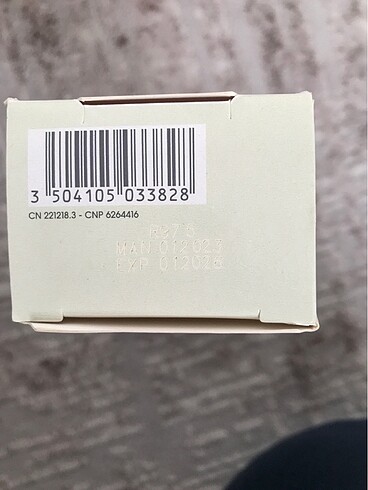 3 504105 033828
CN 221218.3 - CNP 6264416
MAN 012023
EXP 012026